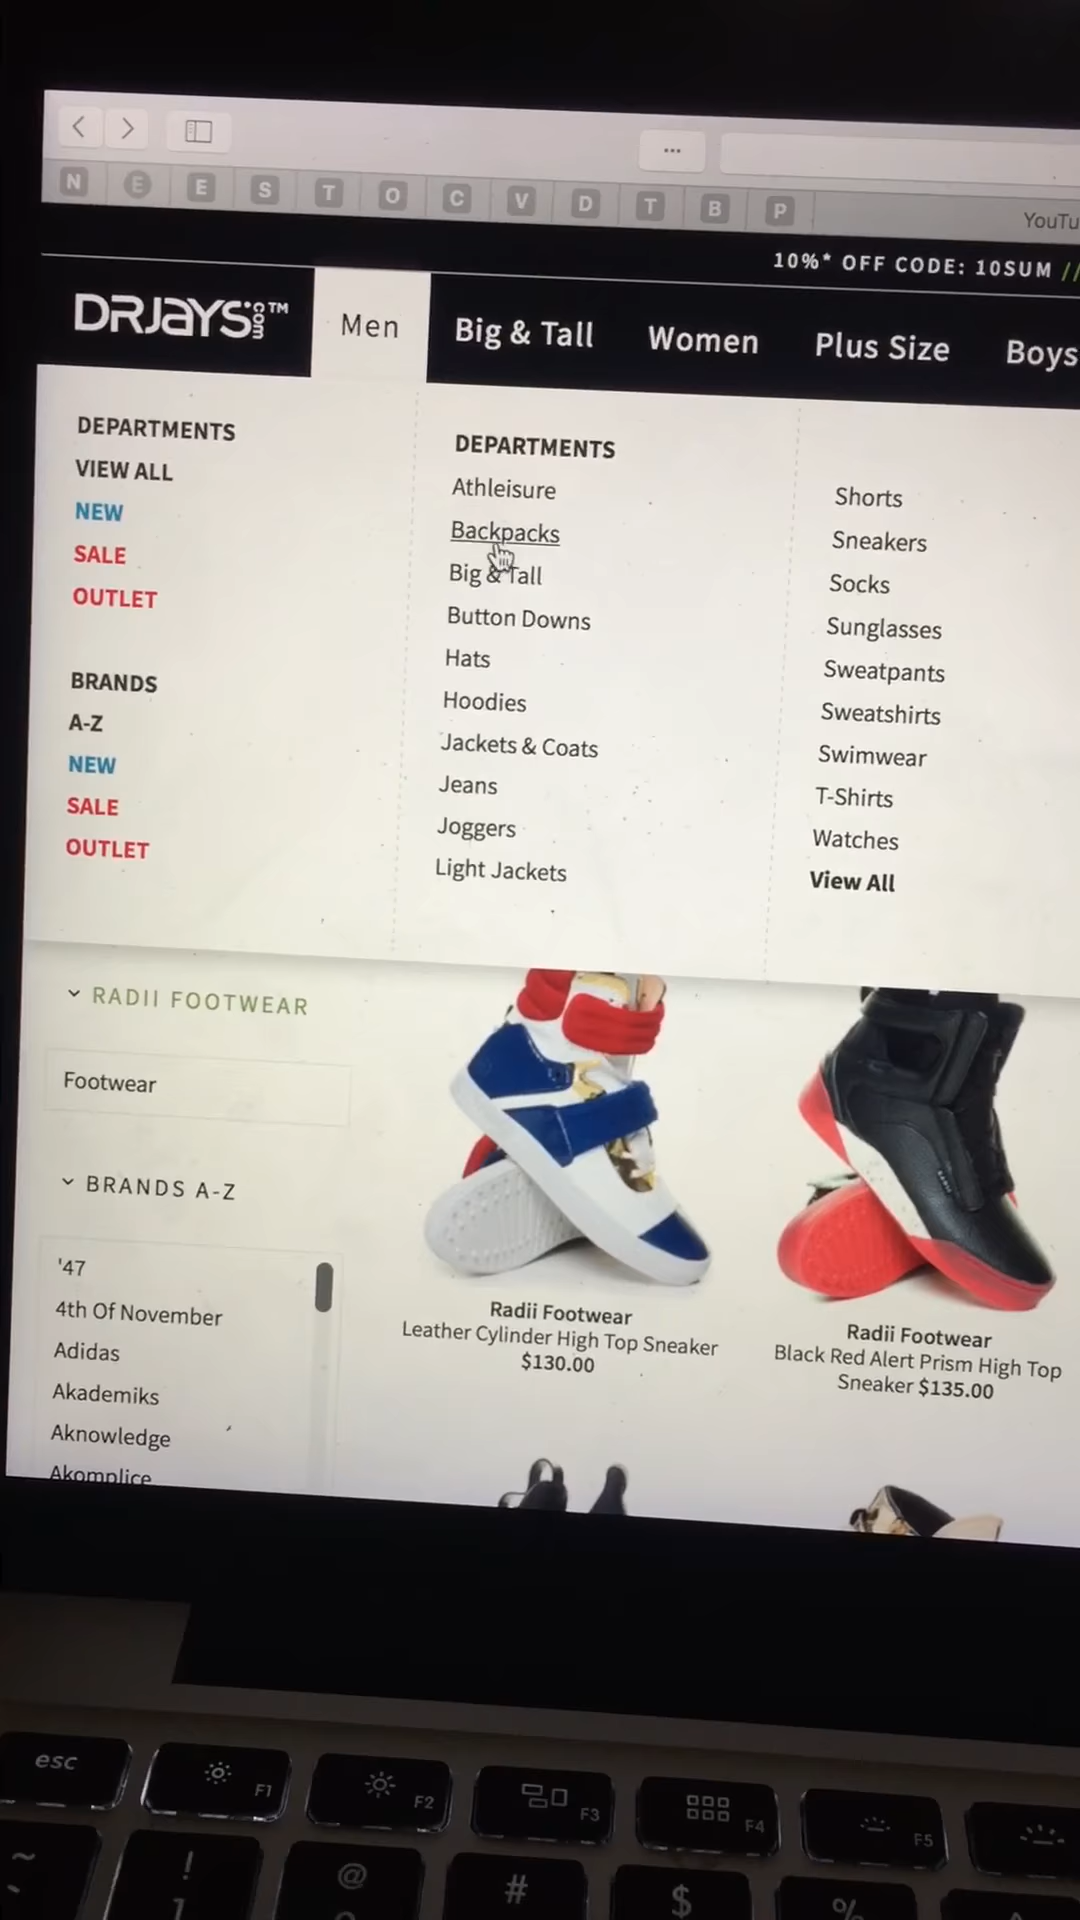 N E E S T O C V D T B P
YouTu
10%* OFF CODE: 10SUM //
DRJAYS.com™ Men Big & Tall Women Plus Size Boys
DEPARTMENTS
VIEW ALL
NEW
SALE
OUTLET
BRANDS
A-Z
NEW
SALE
OUTLET
DEPARTMENTS
Athleisure
Backpacks
Big & Tall
Button Downs
Hats
Hoodies
Jackets & Coats
Jeans
Joggers
Light Jackets
Shorts
Sneakers
Socks
Sunglasses
Sweatpants
Sweatshirts
Swimwear
T-Shirts
Watches
View All
RADII FOOTWEAR
Footwear
BRANDS A-Z
'47
4th Of November
Adidas
Akademiks
Aknowledge
Akomplice
Radii Footwear
Leather Cylinder High Top Sneaker
$130.00
Radii Footwear
Black Red Alert Prism High Top
Sneaker $135.00
esc F1 F2 F3 F4 F5
~ ! @ # $ %
1